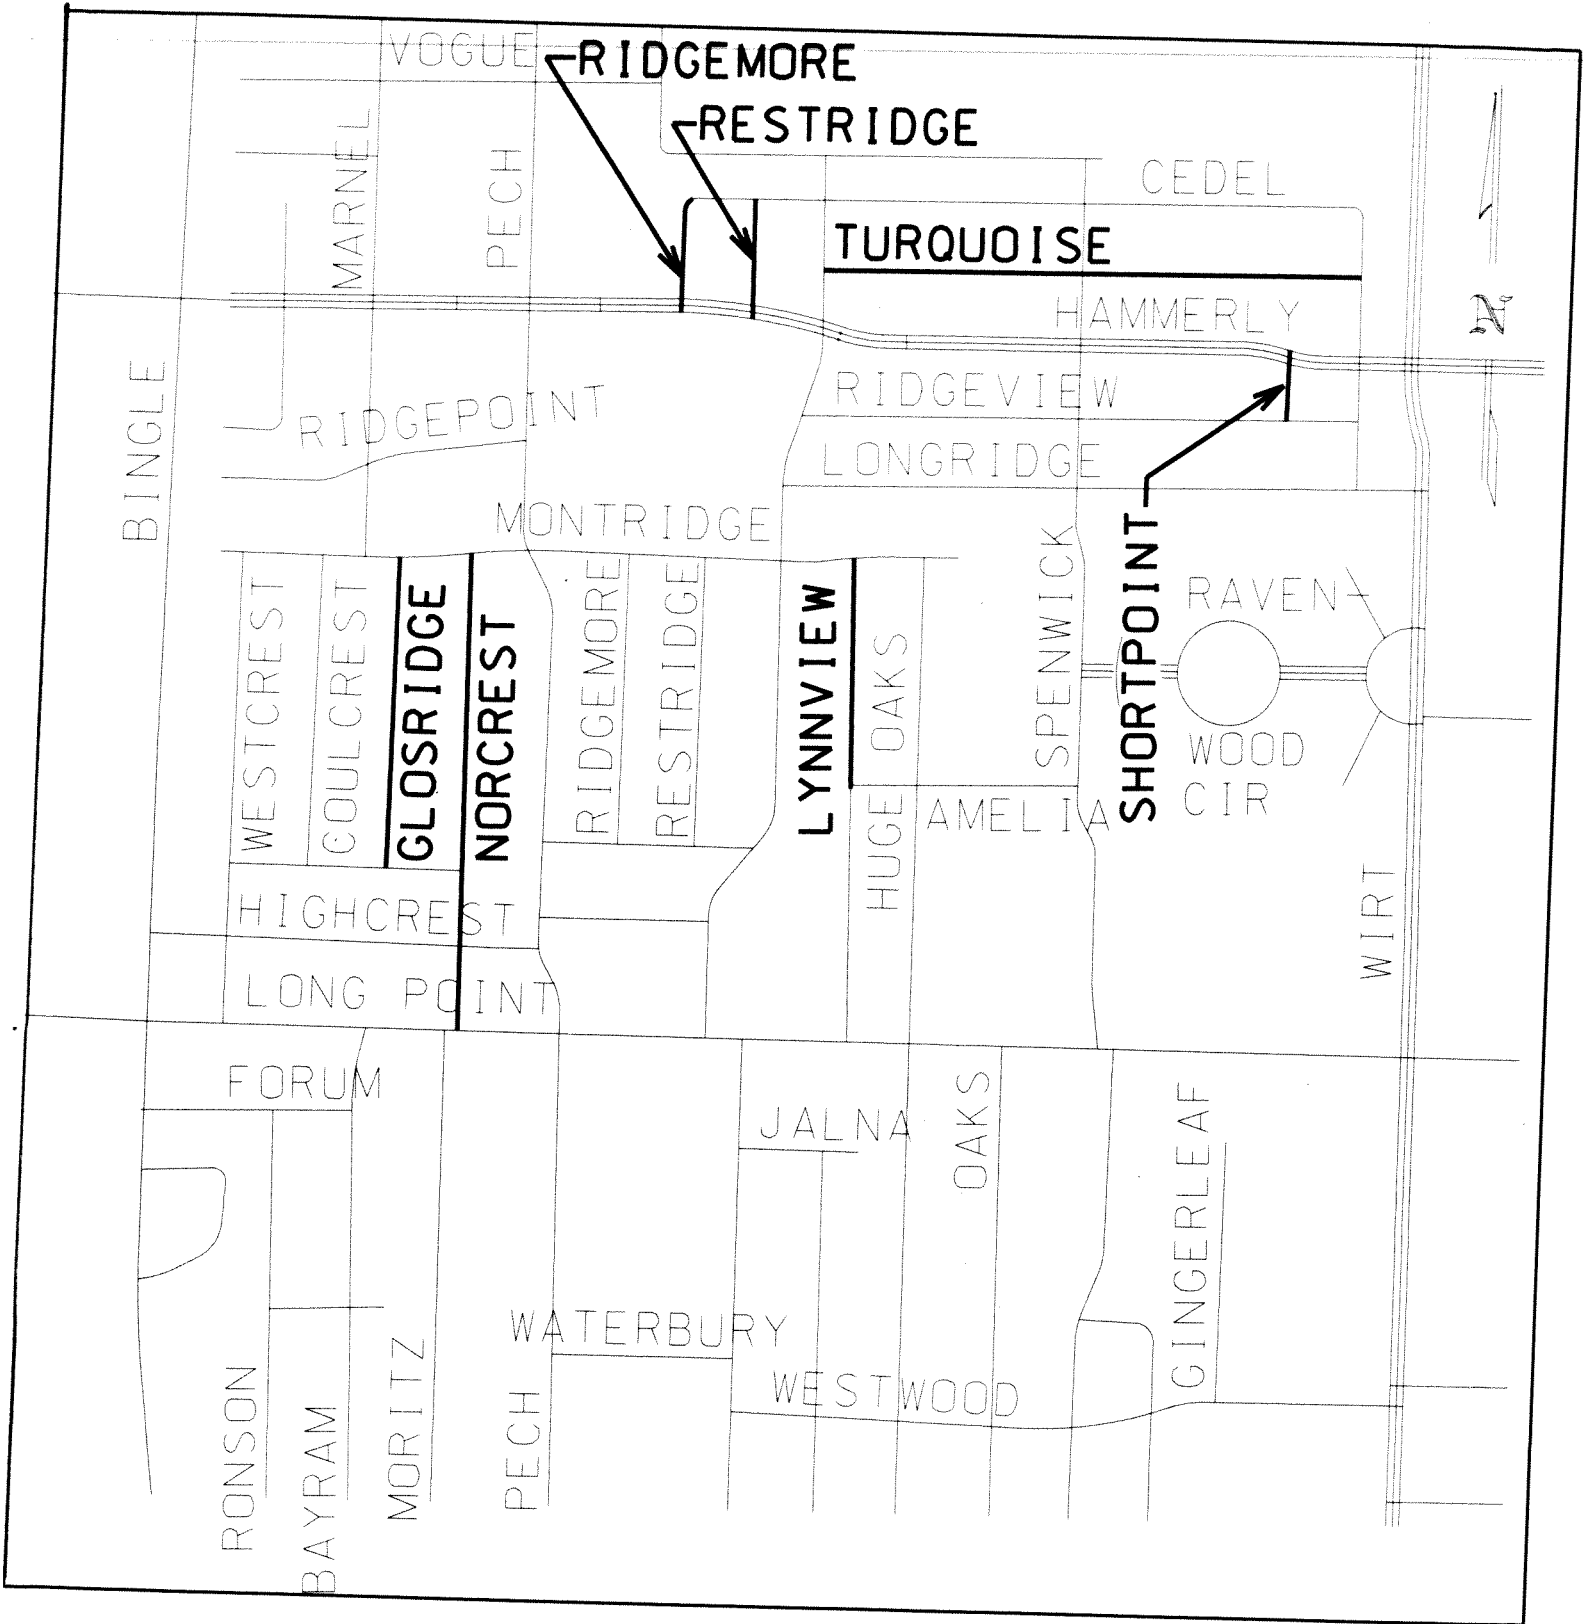 VOGUE
RIDGEMORE
RESTRIDGE
CEDEL
MARNEL
PECH
TURQUOISE
HAMMERLY
N
BINGLE
RIDGEPOINT
RIDGEVIEW
LONGRIDGE
MONTRIDGE
WESTCREST
COULCREST
GLOSRIDGE
NORCREST
RIDGEMORE
RESTRIDGE
LYNNVIEW
HUGE OAKS
SPENWICK
SHORTPOINT
RAVEN
WOOD
CIR
AMELIA
HIGHCREST
WIRT
LONG POINT
FORUM
JALNA
OAKS
GINGERLEAF
WATERBURY
WESTWOOD
RONSON
BAYRAM
MORITZ
PECH